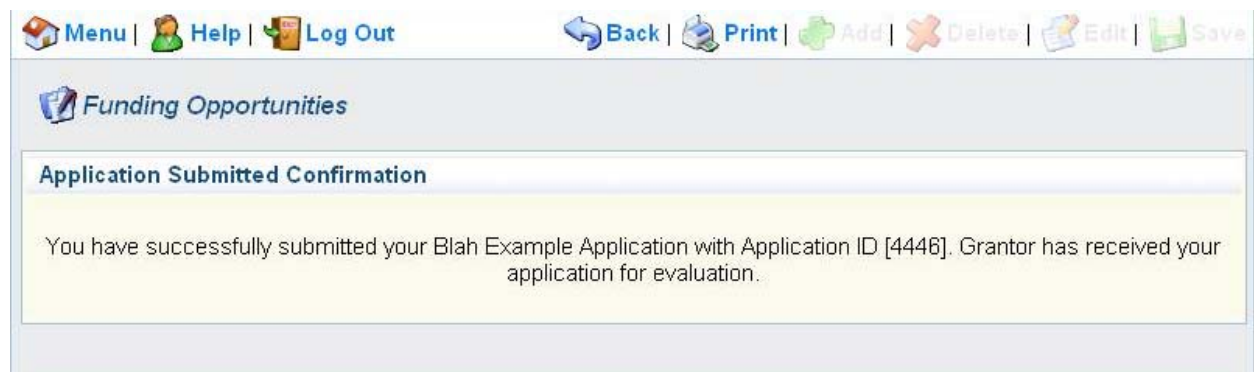 Menu | Help | Log Out Back | Print | Add | Delete | Edit | Save
Funding Opportunities
Application Submitted Confirmation
You have successfully submitted your Blah Example Application with Application ID [4446]. Grantor has received your
application for evaluation.